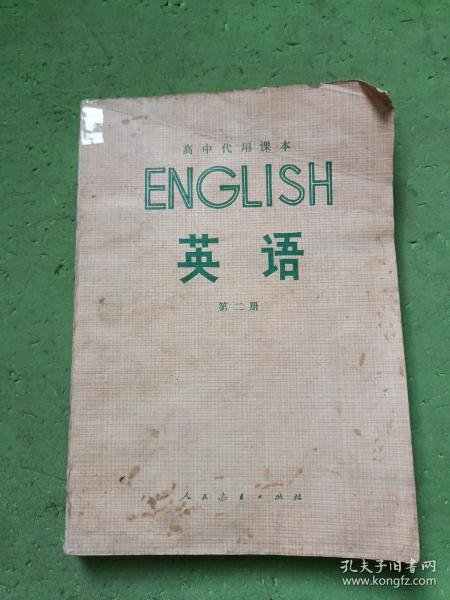 高中代用课本
ENGLISH
英语
第二册
人民教育出版社
孔夫子旧书网
www.kongfz.com